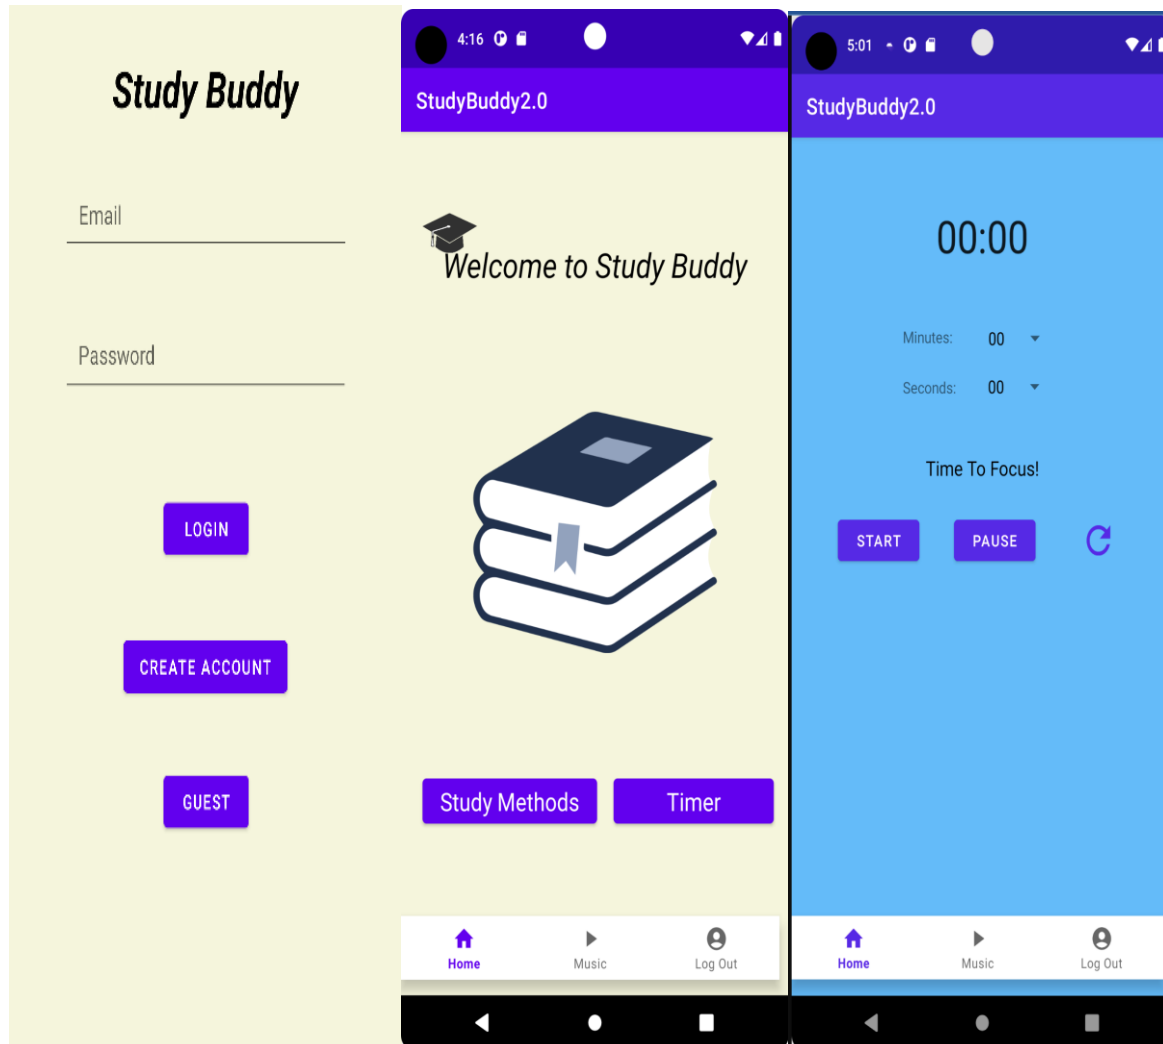 Study Buddy
Email
Password
LOGIN
CREATE ACCOUNT
GUEST
4:16
StudyBuddy2.0
Welcome to Study Buddy
Study Methods Timer
Home Music Log Out
5:01
StudyBuddy2.0
00:00
Minutes: 00
Seconds: 00
Time To Focus!
START PAUSE
Home Music Log Out